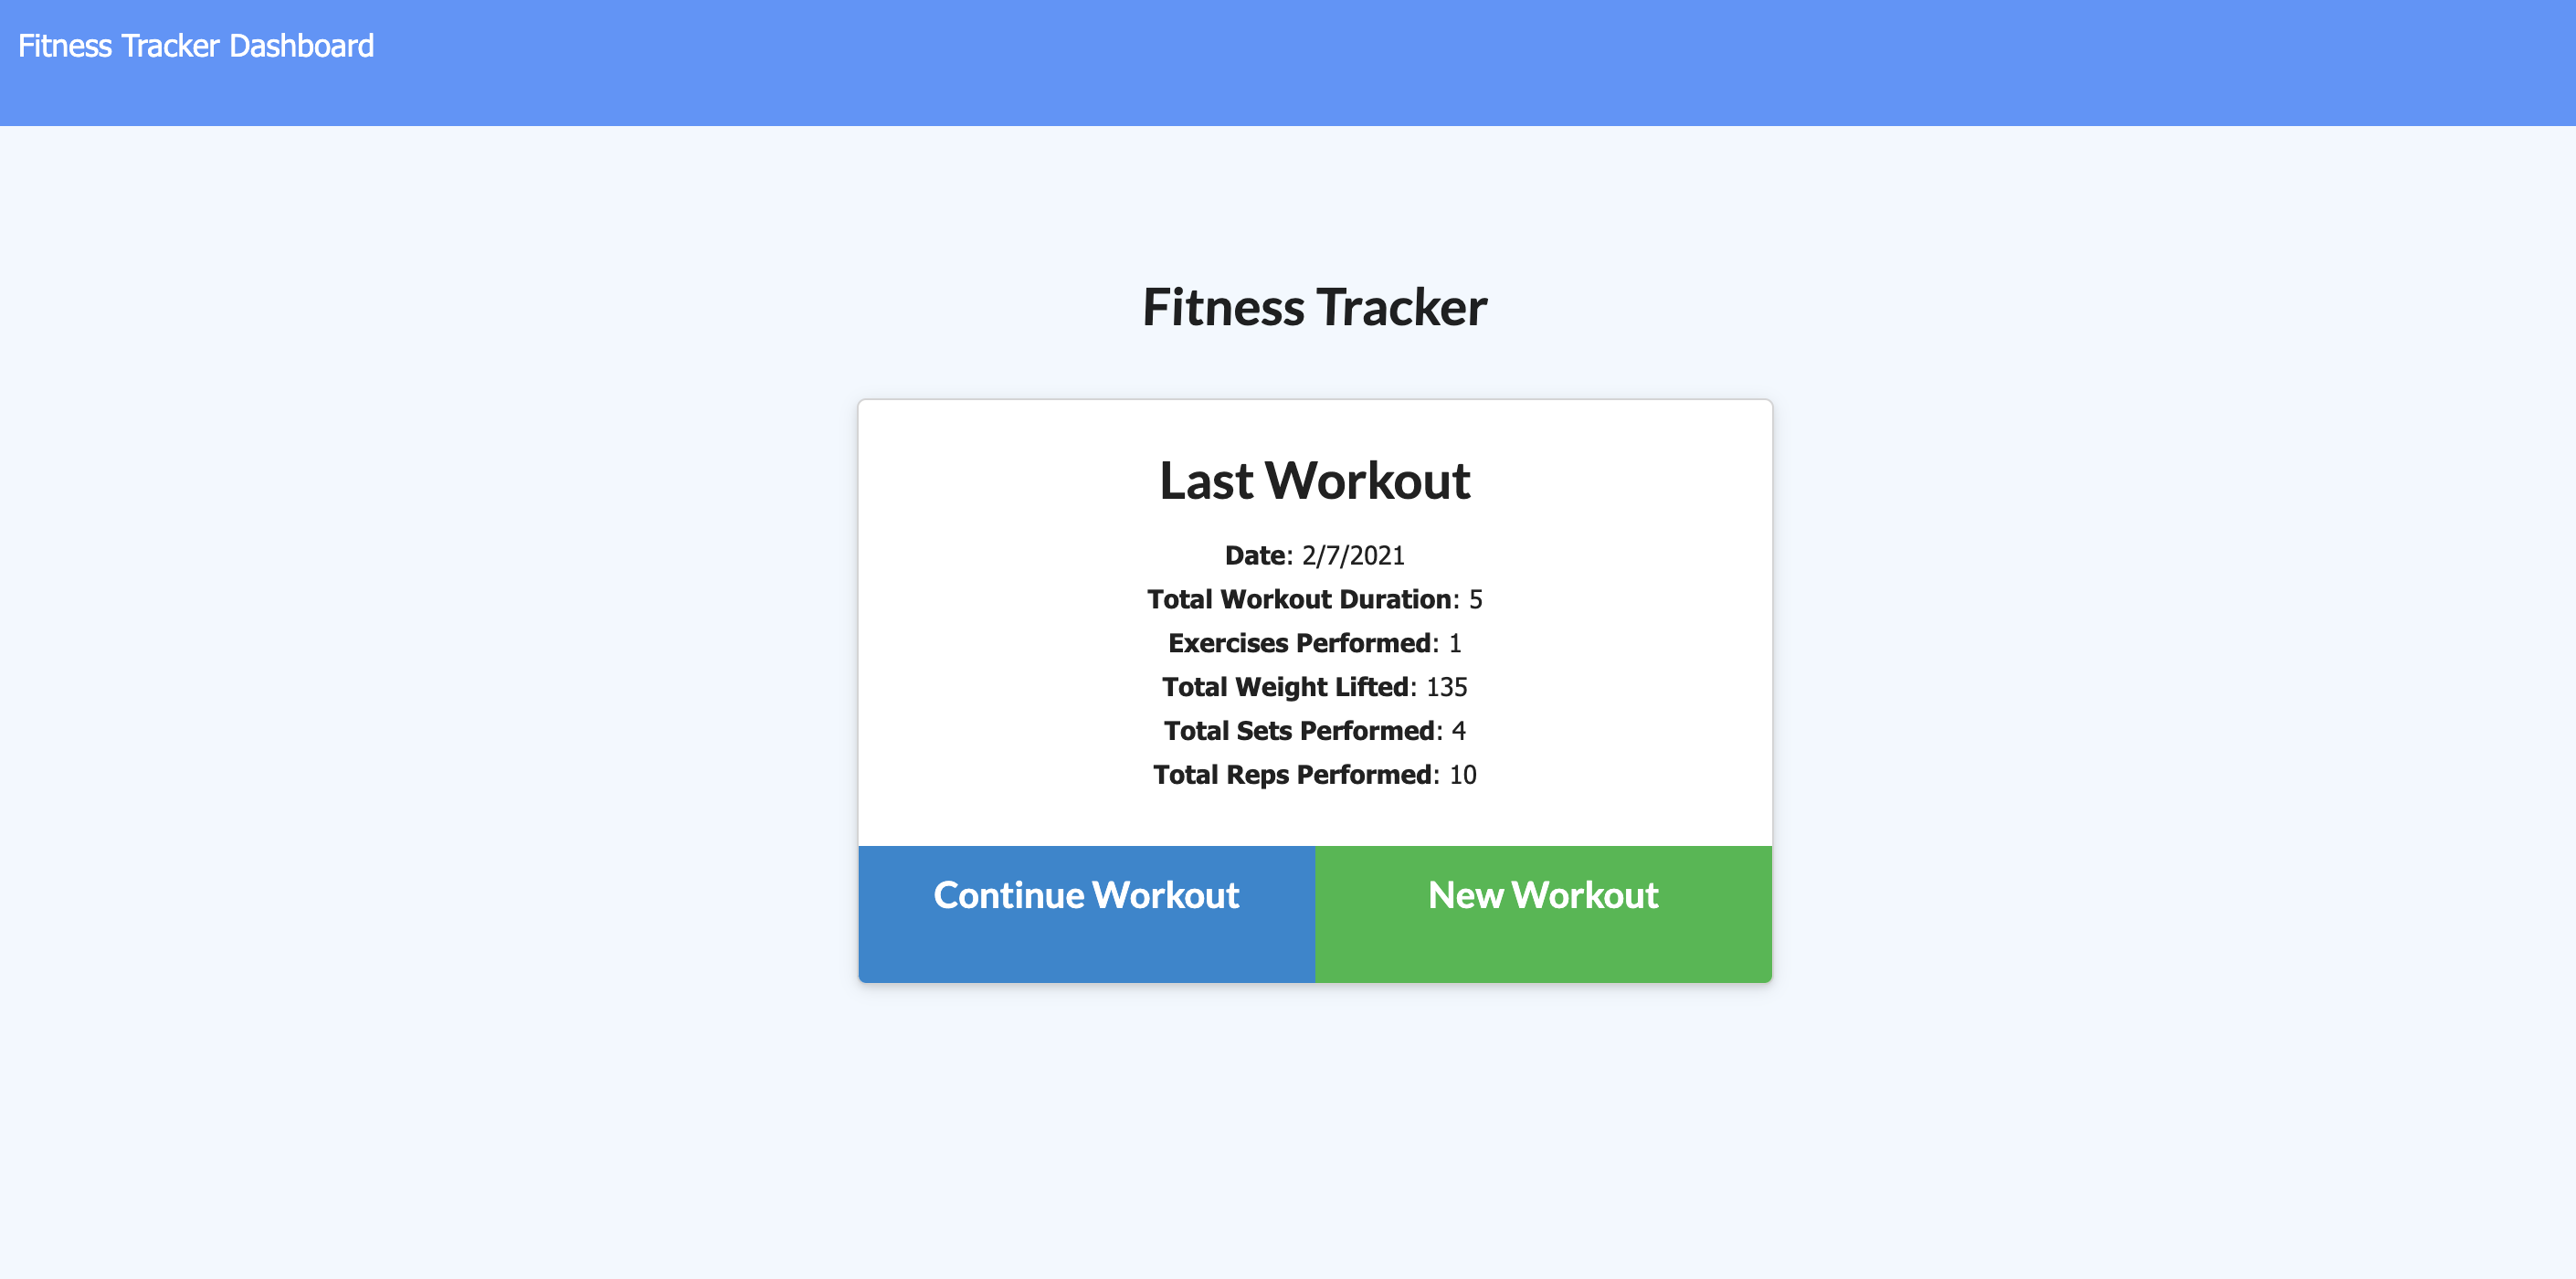 Fitness Tracker Dashboard
Fitness Tracker
Last Workout
Date: 2/7/2021
Total Workout Duration: 5
Exercises Performed: 1
Total Weight Lifted: 135
Total Sets Performed: 4
Total Reps Performed: 10
Continue Workout
New Workout